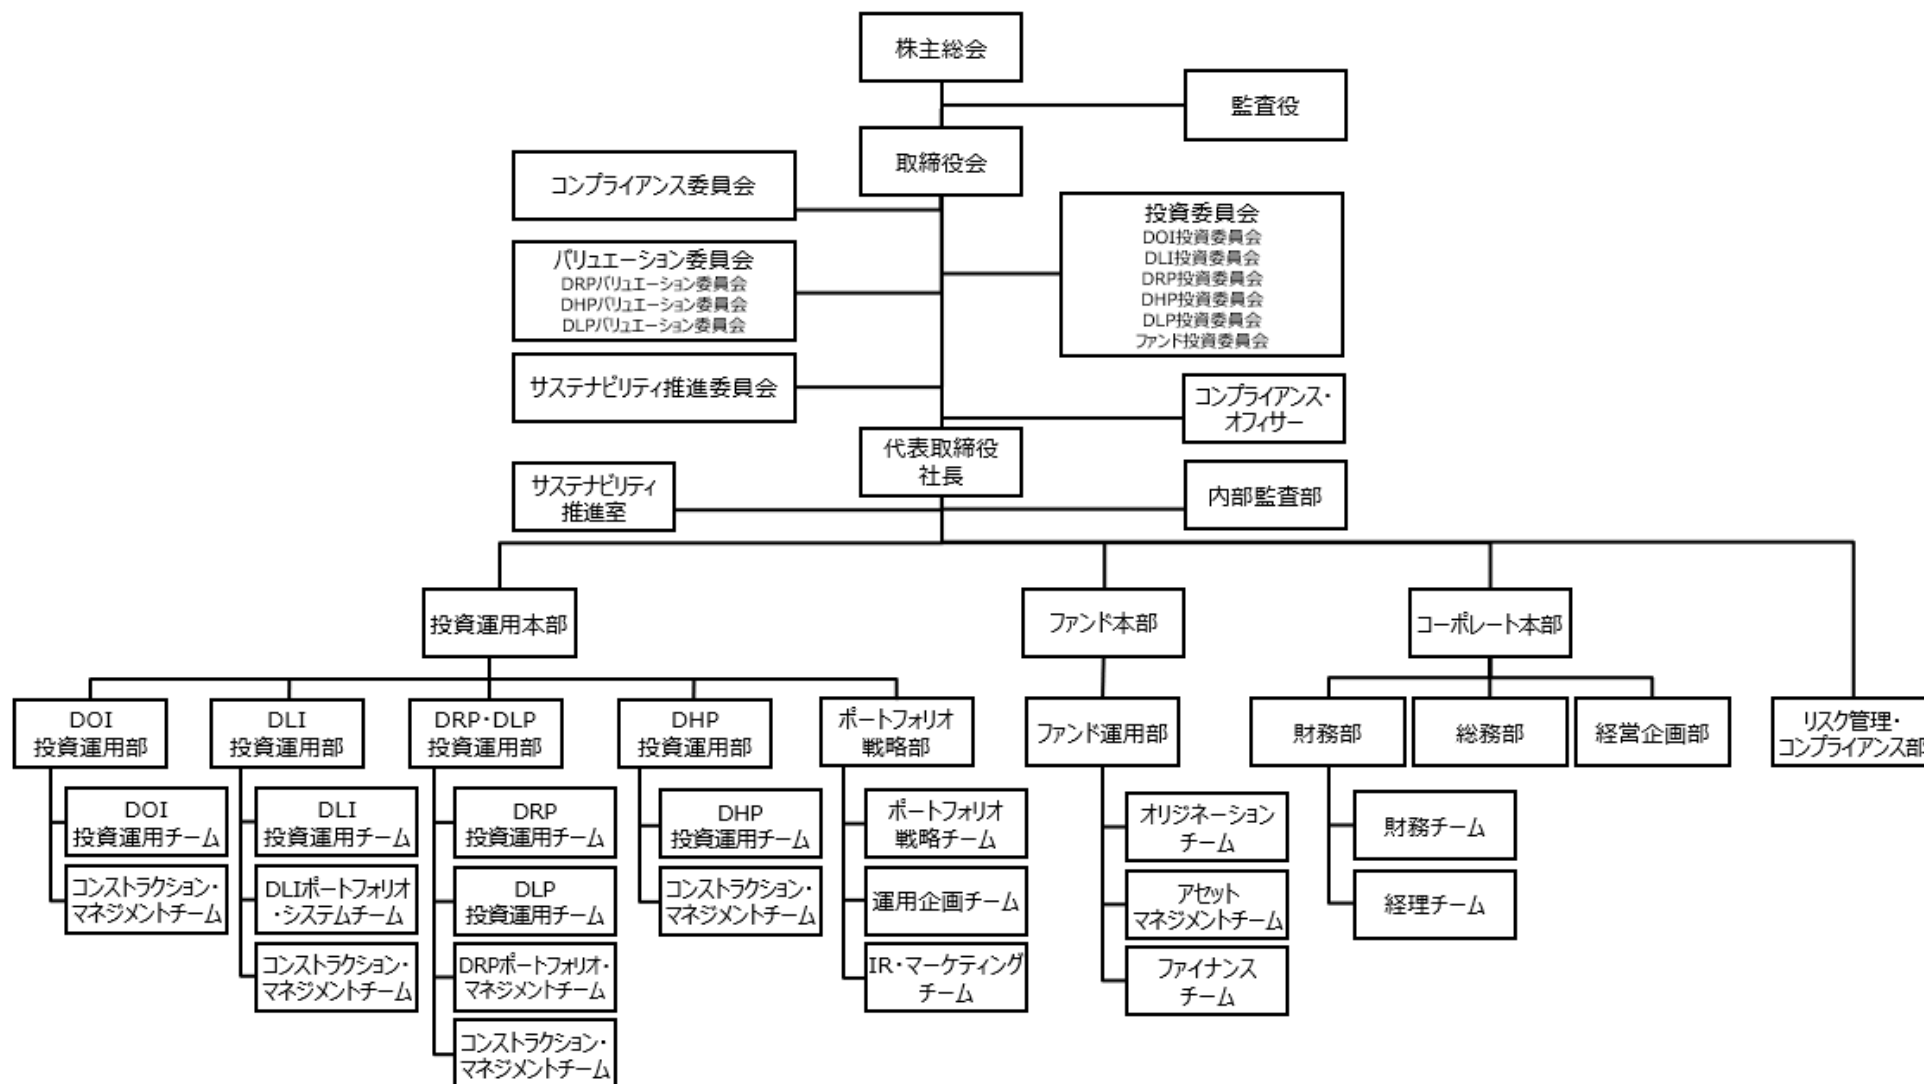 株主総会
監査役
取締役会
コンプライアンス委員会
投資委員会
DOI投資委員会
DLI投資委員会
DRP投資委員会
DHP投資委員会
DLP投資委員会
ファンド投資委員会
バリュエーション委員会
DRPバリュエーション委員会
DHPバリュエーション委員会
DLPバリュエーション委員会
サステナビリティ推進委員会
コンプライアンス・
オフィサー
代表取締役
社長
サステナビリティ
推進室
内部監査部
投資運用本部
ファンド本部
コーポレート本部
DOI
投資運用部
DLI
投資運用部
DRP・DLP
投資運用部
DHP
投資運用部
ポートフォリオ
戦略部
ファンド運用部
財務部
総務部
経営企画部
リスク管理・
コンプライアンス部
DOI
投資運用チーム
コンストラクション・
マネジメントチーム
DLI
投資運用チーム
DLIポートフォリオ
・システムチーム
コンストラクション・
マネジメントチーム
DRP
投資運用チーム
DLP
投資運用チーム
DRPポートフォリオ・
マネジメントチーム
コンストラクション・
マネジメントチーム
DHP
投資運用チーム
コンストラクション・
マネジメントチーム
ポートフォリオ
戦略チーム
運用企画チーム
IR・マーケティング
チーム
オリジネーション
チーム
アセット
マネジメントチーム
ファイナンス
チーム
財務チーム
経理チーム